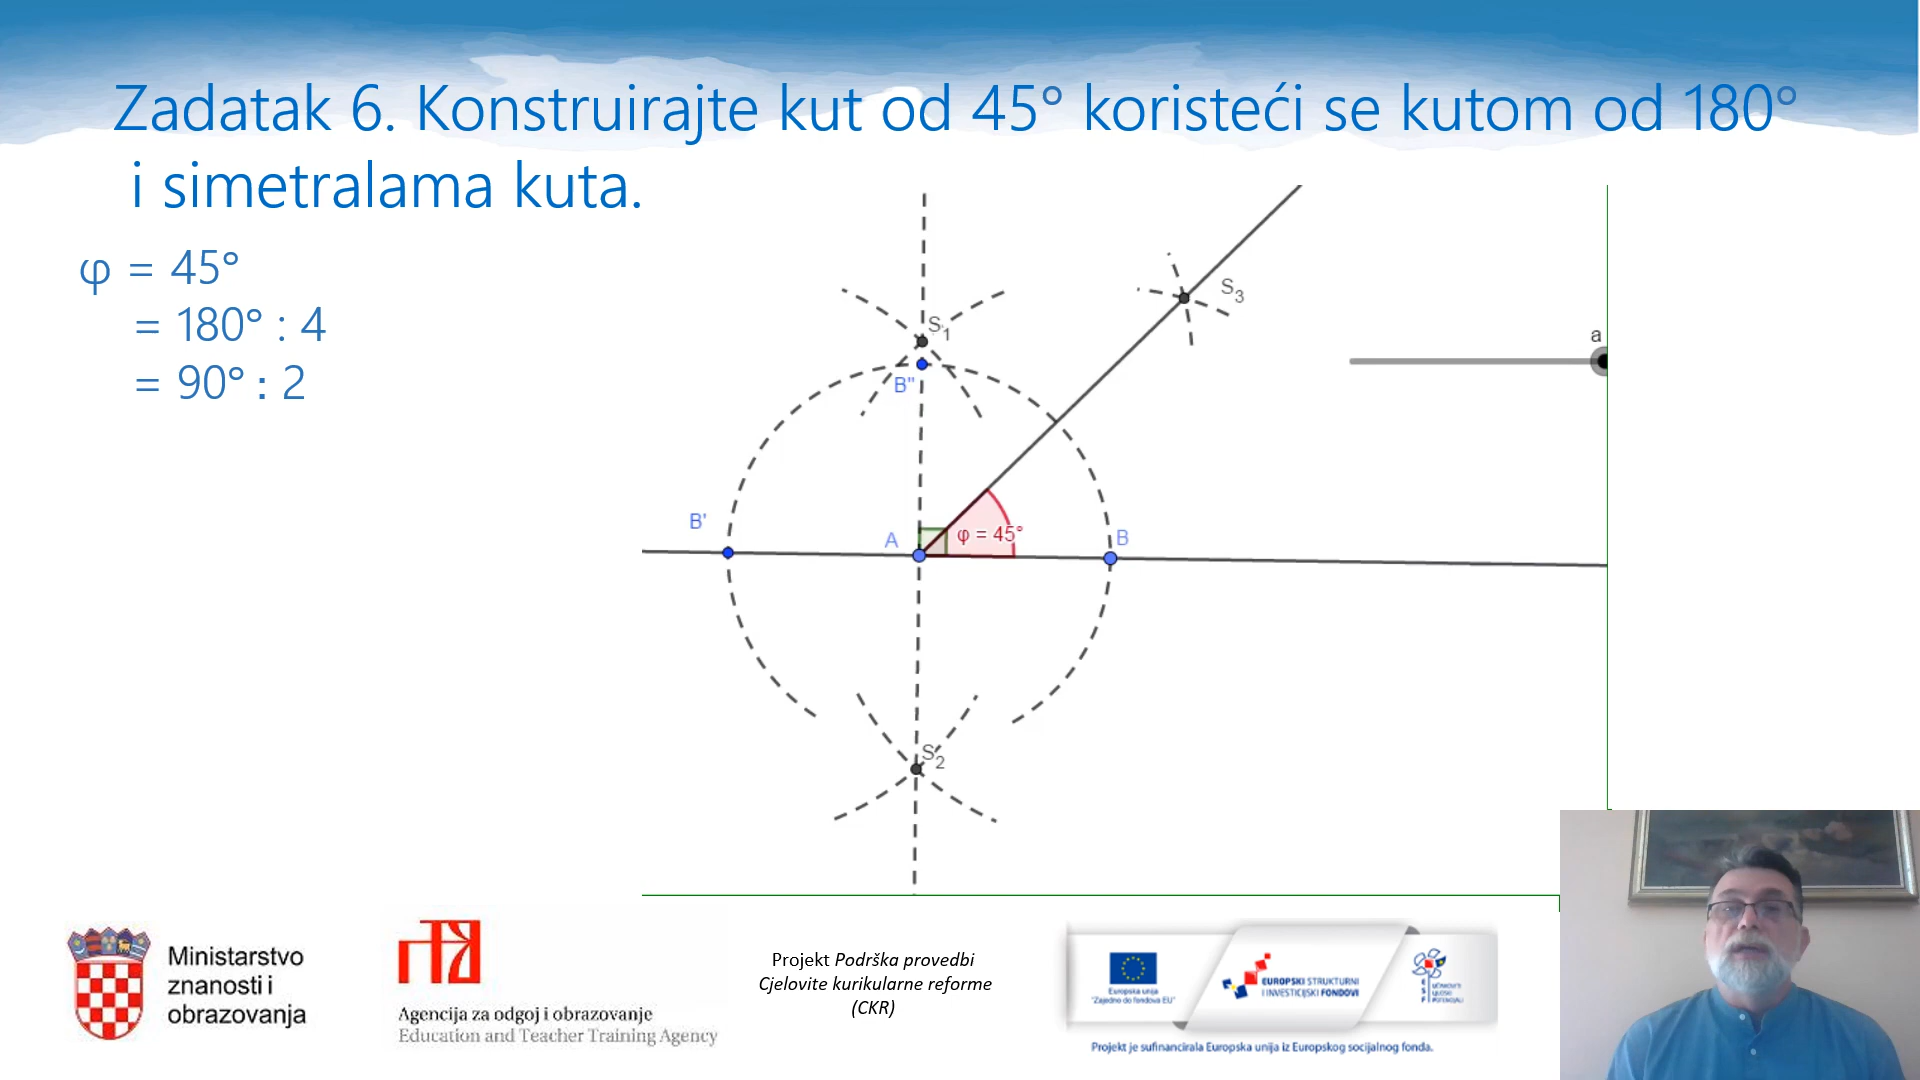 Zadatak 6. Konstruirajte kut od 45° koristeći se kutom od 180°
i simetralama kuta.
φ = 45°
= 180° : 4
= 90° : 2
S3
S1
a
B''
B'
A
φ = 45°
B
S2
Ministarstvo
znanosti i
obrazovanja
Agencija za odgoj i obrazovanje
Education and Teacher Training Agency
Projekt Podrška provedbi
Cjelovite kurikularne reforme
(CKR)
Europska unija
"Zajedno do fondova EU"
EUROPSKI STRUKTURNI
I INVESTICIJSKI FONDOVI
Projekt je sufinancirala Europska unija iz Europskog socijalnog fonda.